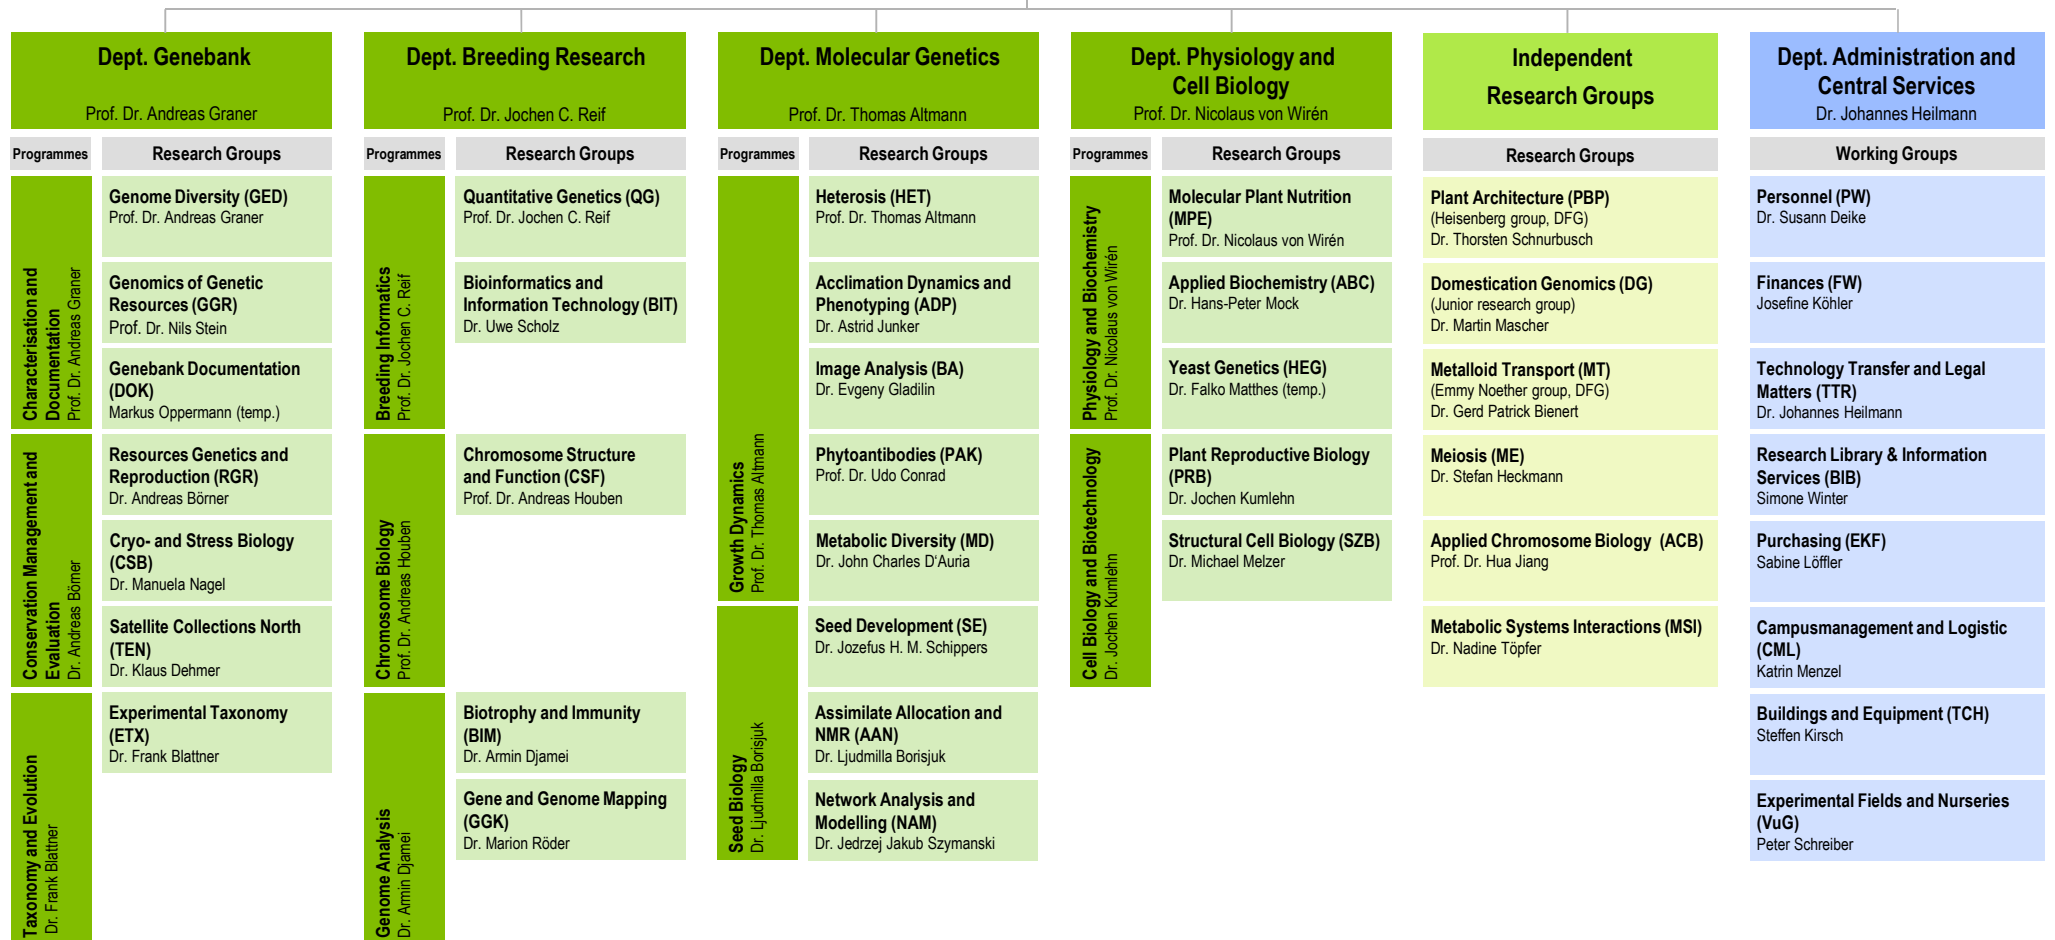 Dept. Genebank
Prof. Dr. Andreas Graner
Programmes
Research Groups
Characterisation and
Documentation
Prof. Dr. Andreas Graner
Genome Diversity (GED)
Prof. Dr. Andreas Graner
Genomics of Genetic
Resources (GGR)
Prof. Dr. Nils Stein
Genebank Documentation
(DOK)
Markus Oppermann (temp.)
Conservation Management and
Evaluation
Dr. Andreas Börner
Resources Genetics and
Reproduction (RGR)
Dr. Andreas Börner
Cryo- and Stress Biology
(CSB)
Dr. Manuela Nagel
Satellite Collections North
(TEN)
Dr. Klaus Dehmer
Taxonomy and Evolution
Dr. Frank Blattner
Experimental Taxonomy
(ETX)
Dr. Frank Blattner
Dept. Breeding Research
Prof. Dr. Jochen C. Reif
Programmes
Research Groups
Breeding Informatics
Prof. Dr. Jochen C. Reif
Quantitative Genetics (QG)
Prof. Dr. Jochen C. Reif
Bioinformatics and
Information Technology (BIT)
Dr. Uwe Scholz
Chromosome Biology
Prof. Dr. Andreas Houben
Chromosome Structure
and Function (CSF)
Prof. Dr. Andreas Houben
Genome Analysis
Dr. Armin Djamei
Biotrophy and Immunity
(BIM)
Dr. Armin Djamei
Gene and Genome Mapping
(GGK)
Dr. Marion Röder
Dept. Molecular Genetics
Prof. Dr. Thomas Altmann
Programmes
Research Groups
Growth Dynamics
Prof. Dr. Thomas Altmann
Heterosis (HET)
Prof. Dr. Thomas Altmann
Acclimation Dynamics and
Phenotyping (ADP)
Dr. Astrid Junker
Image Analysis (BA)
Dr. Evgeny Gladilin
Phytoantibodies (PAK)
Prof. Dr. Udo Conrad
Metabolic Diversity (MD)
Dr. John Charles D‘Auria
Seed Biology
Dr. Ljudmilla Borisjuk
Seed Development (SE)
Dr. Jozefus H. M. Schippers
Assimilate Allocation and
NMR (AAN)
Dr. Ljudmilla Borisjuk
Network Analysis and
Modelling (NAM)
Dr. Jedrzej Jakub Szymanski
Dept. Physiology and
Cell Biology
Prof. Dr. Nicolaus von Wirén
Programmes
Research Groups
Physiology and Biochemistry
Prof. Dr. Nicolaus von Wirén
Molecular Plant Nutrition
(MPE)
Prof. Dr. Nicolaus von Wirén
Applied Biochemistry (ABC)
Dr. Hans-Peter Mock
Yeast Genetics (HEG)
Dr. Falko Matthes (temp.)
Cell Biology and Biotechnology
Dr. Jochen Kumlehn
Plant Reproductive Biology
(PRB)
Dr. Jochen Kumlehn
Structural Cell Biology (SZB)
Dr. Michael Melzer
Independent
Research Groups
Research Groups
Plant Architecture (PBP)
(Heisenberg group, DFG)
Dr. Thorsten Schnurbusch
Domestication Genomics (DG)
(Junior research group)
Dr. Martin Mascher
Metalloid Transport (MT)
(Emmy Noether group, DFG)
Dr. Gerd Patrick Bienert
Meiosis (ME)
Dr. Stefan Heckmann
Applied Chromosome Biology (ACB)
Prof. Dr. Hua Jiang
Metabolic Systems Interactions (MSI)
Dr. Nadine Töpfer
Dept. Administration and
Central Services
Dr. Johannes Heilmann
Working Groups
Personnel (PW)
Dr. Susann Deike
Finances (FW)
Josefine Köhler
Technology Transfer and Legal
Matters (TTR)
Dr. Johannes Heilmann
Research Library & Information
Services (BIB)
Simone Winter
Purchasing (EKF)
Sabine Löffler
Campusmanagement and Logistic
(CML)
Katrin Menzel
Buildings and Equipment (TCH)
Steffen Kirsch
Experimental Fields and Nurseries
(VuG)
Peter Schreiber